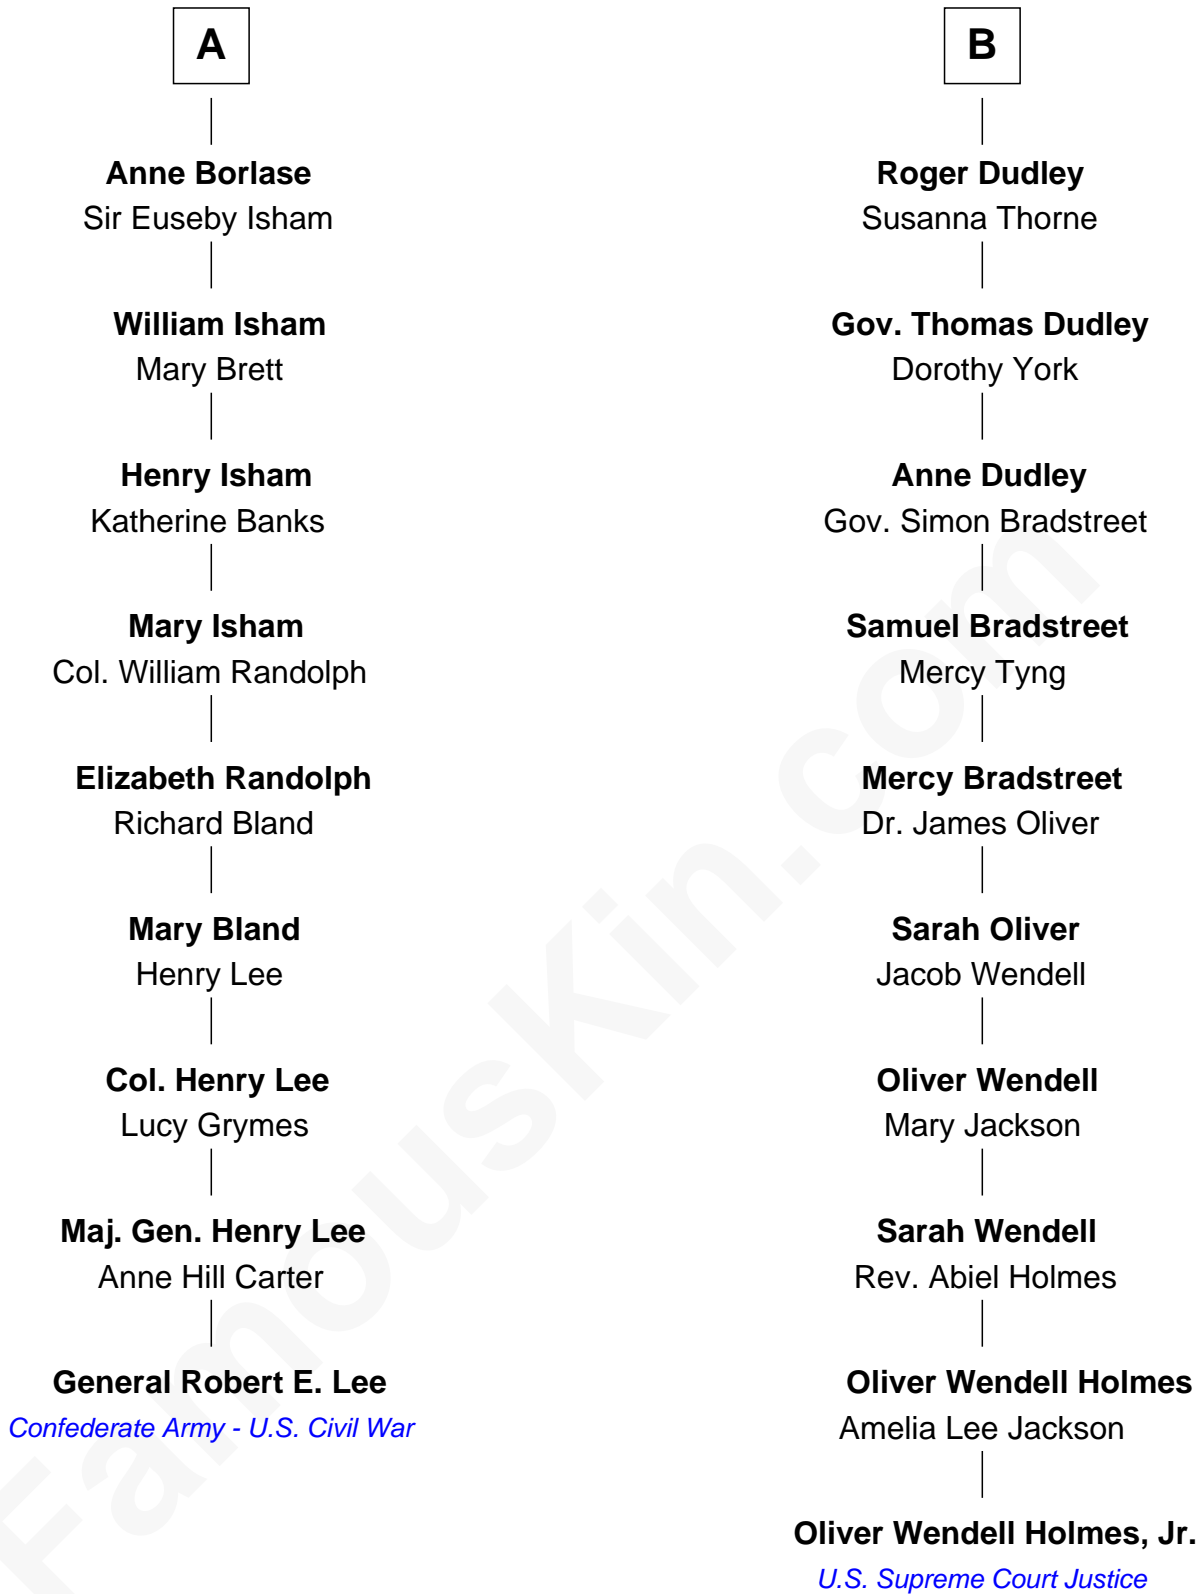 A
Anne Borlase
Sir Euseby Isham
William Isham
Mary Brett
Henry Isham
Katherine Banks
Mary Isham
Col. William Randolph
Elizabeth Randolph
Richard Bland
Mary Bland
Henry Lee
Col. Henry Lee
Lucy Grymes
Maj. Gen. Henry Lee
Anne Hill Carter
General Robert E. Lee
Confederate Army - U.S. Civil War
B
Roger Dudley
Susanna Thorne
Gov. Thomas Dudley
Dorothy York
Anne Dudley
Gov. Simon Bradstreet
Samuel Bradstreet
Mercy Tyng
Mercy Bradstreet
Dr. James Oliver
Sarah Oliver
Jacob Wendell
Oliver Wendell
Mary Jackson
Sarah Wendell
Rev. Abiel Holmes
Oliver Wendell Holmes
Amelia Lee Jackson
Oliver Wendell Holmes, Jr.
U.S. Supreme Court Justice
FamousKin.com